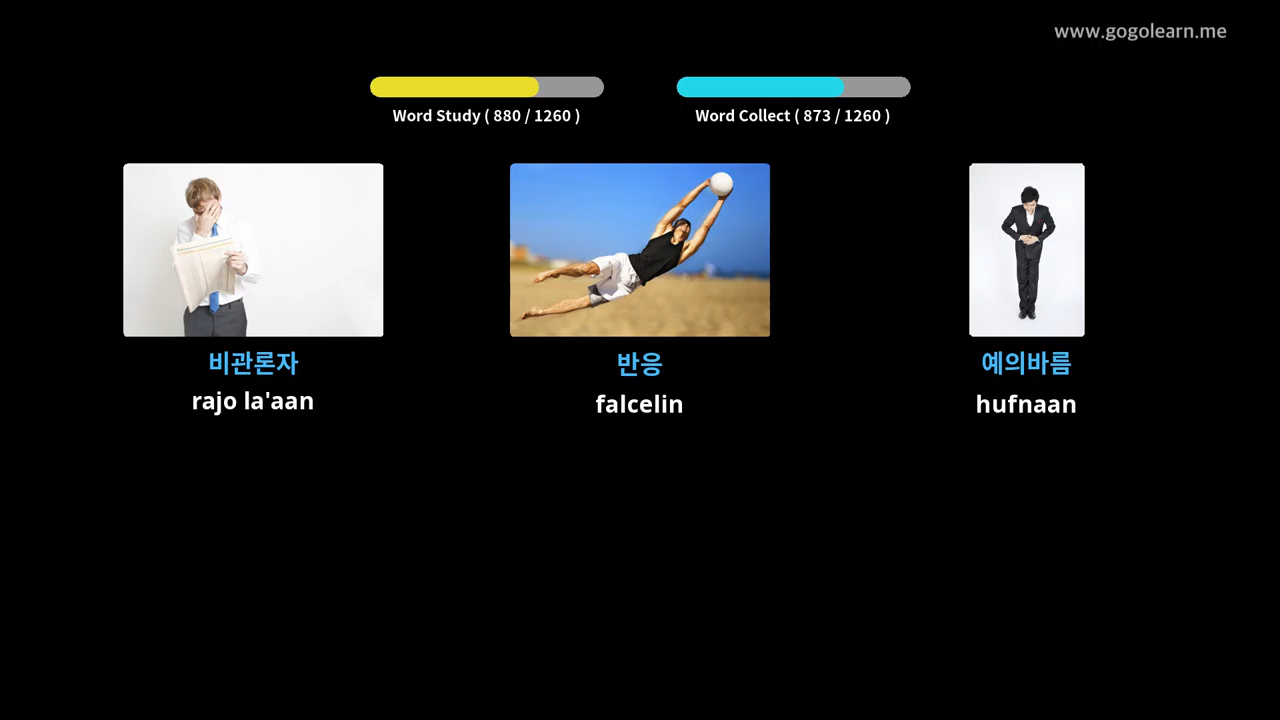 www.gogolearn.me
Word Study ( 880 / 1260 )
Word Collect ( 873 / 1260 )
비관론자
반응
예의바름
rajo la'aan
falcelin
hufnaan